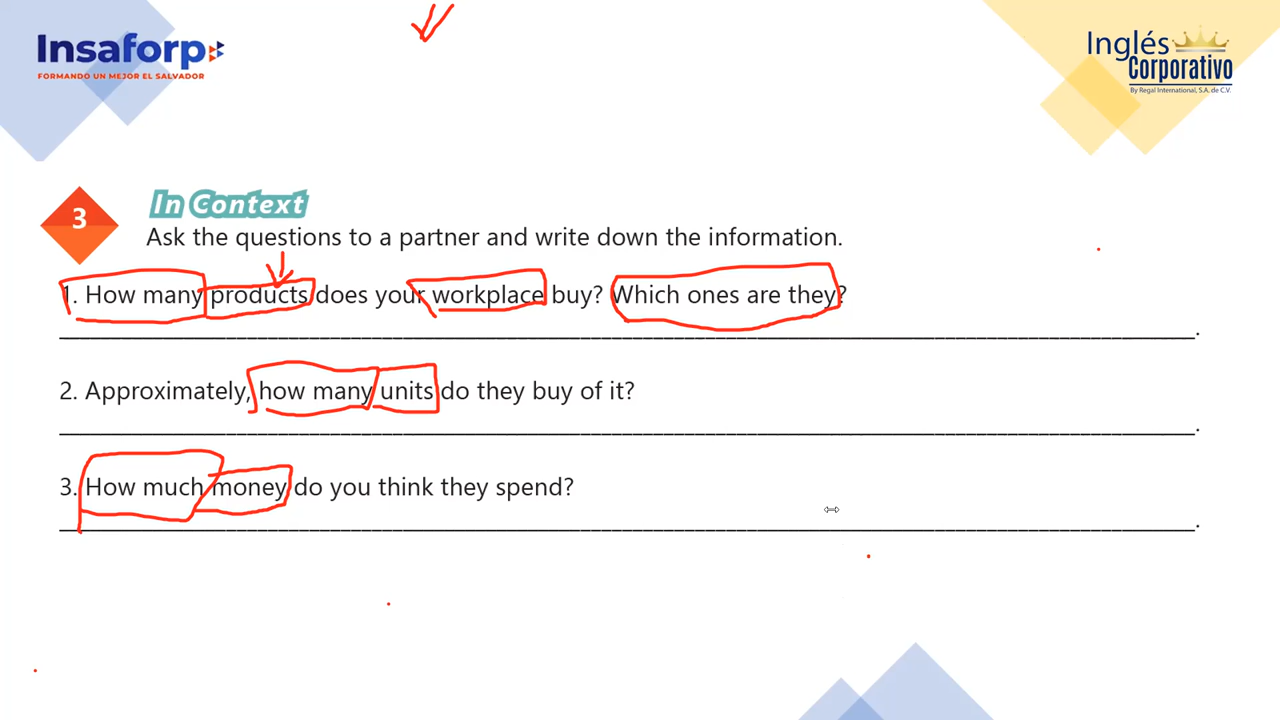 Insaforp
FORMANDO UN MEJOR EL SALVADOR
Inglés
Corporativo
By Regal International, S.A. de C.V.
3
In Context
Ask the questions to a partner and write down the information.
1. How many products does your workplace buy? Which ones are they?
.
2. Approximately, how many units do they buy of it?
.
3. How much money do you think they spend?
.